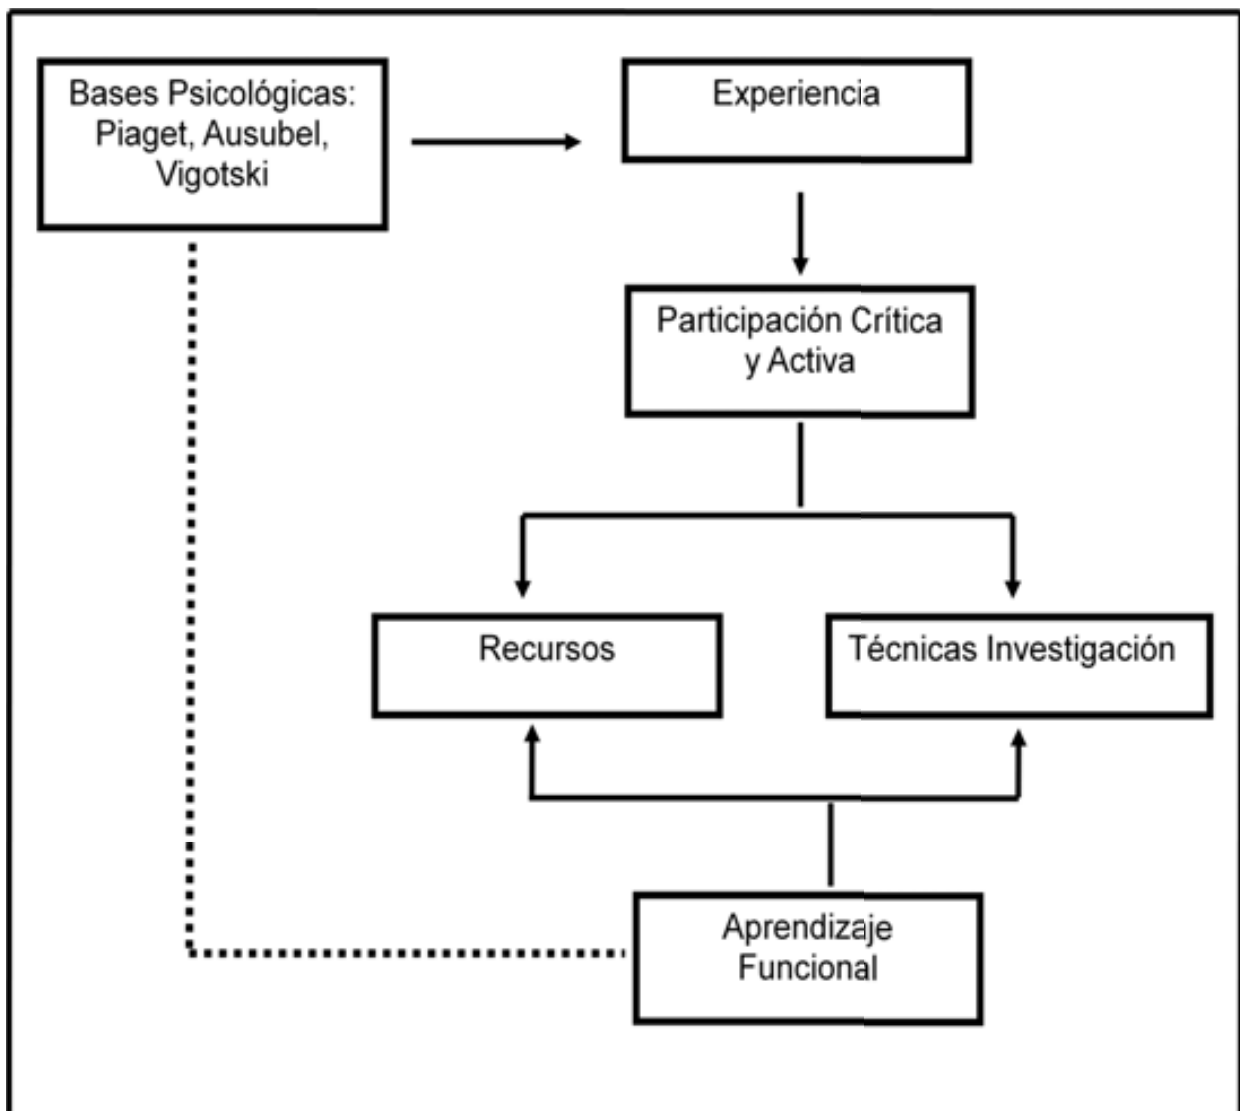 Bases Psicológicas:
Piaget, Ausubel,
Vigotski
Experiencia
Participación Crítica
y Activa
Recursos
Técnicas Investigación
Aprendizaje
Funcional